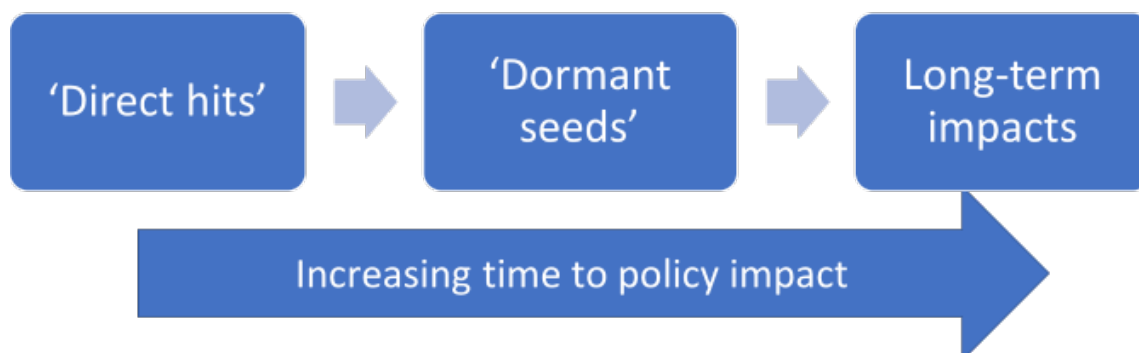 ‘Direct hits’
‘Dormant
seeds’
Long-term
impacts
Increasing time to policy impact